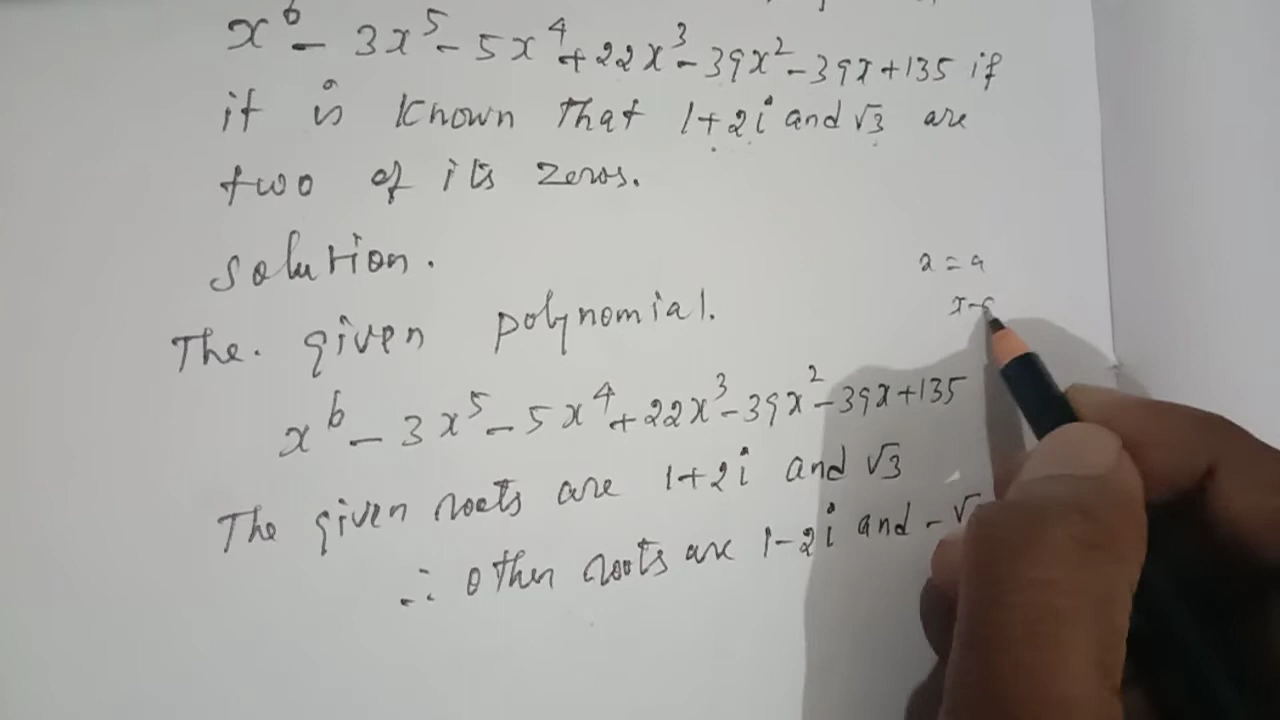 x⁶ - 3x⁵ - 5x⁴ + 22x³ - 39x² - 39x + 135 if
it is known that 1+2i and √3 are
two of its zeros.
Solution.
x = a
x -
The. given polynomial.
x⁶ - 3x⁵ - 5x⁴ + 22x³ - 39x² - 39x + 135
The given roots are 1+2i and √3
∴ other roots are 1-2i and -√